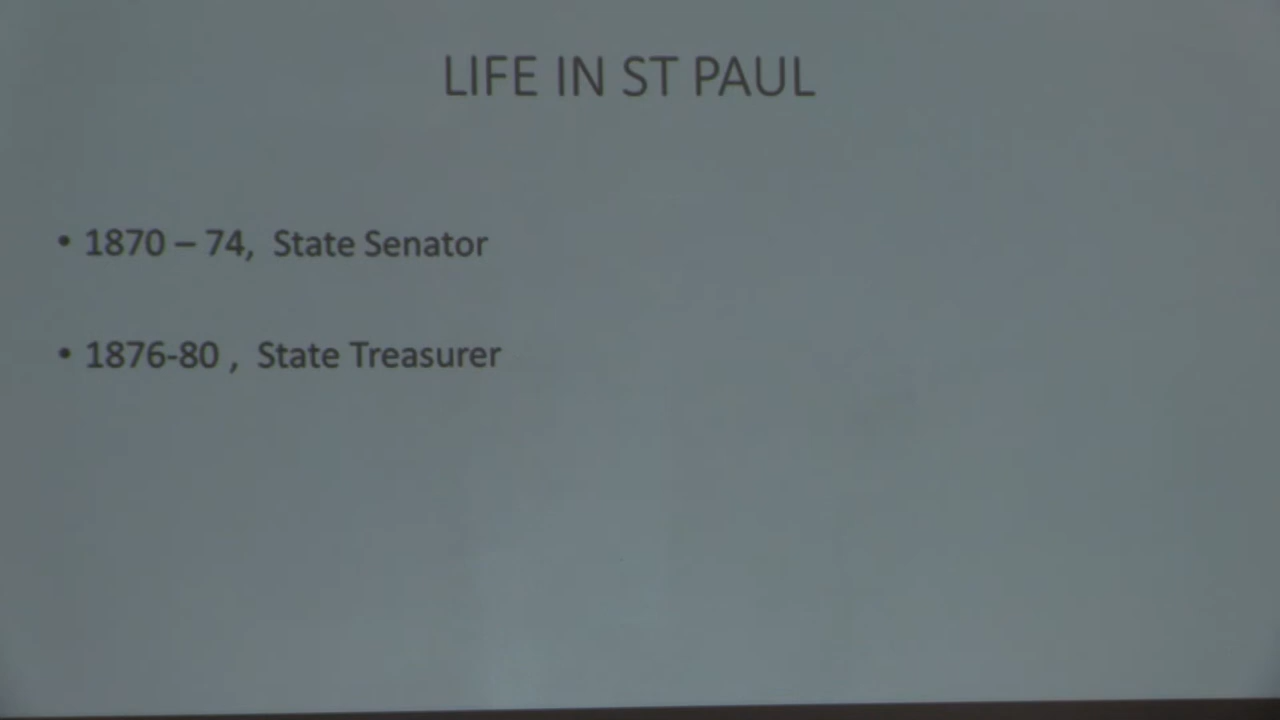 LIFE IN ST PAUL
• 1870 – 74, State Senator
• 1876-80 , State Treasurer